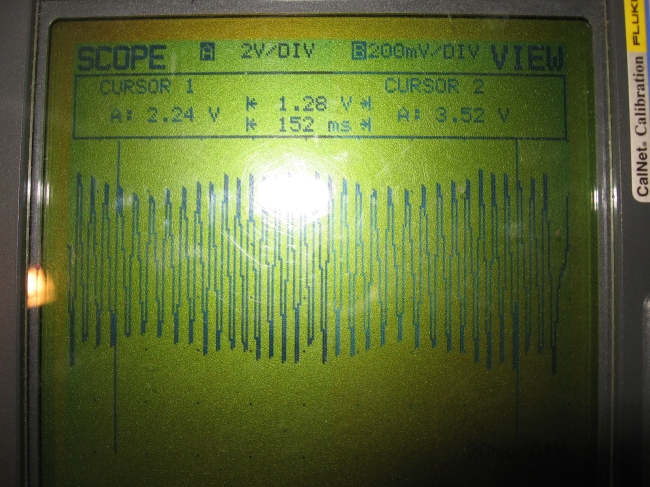 SCOPE A 2V/DIV B 200mV/DIV VIEW
CURSOR 1 CURSOR 2
A: 2.24 V 1.28 V A: 3.52 V
152 ms
CalNet. Calibration